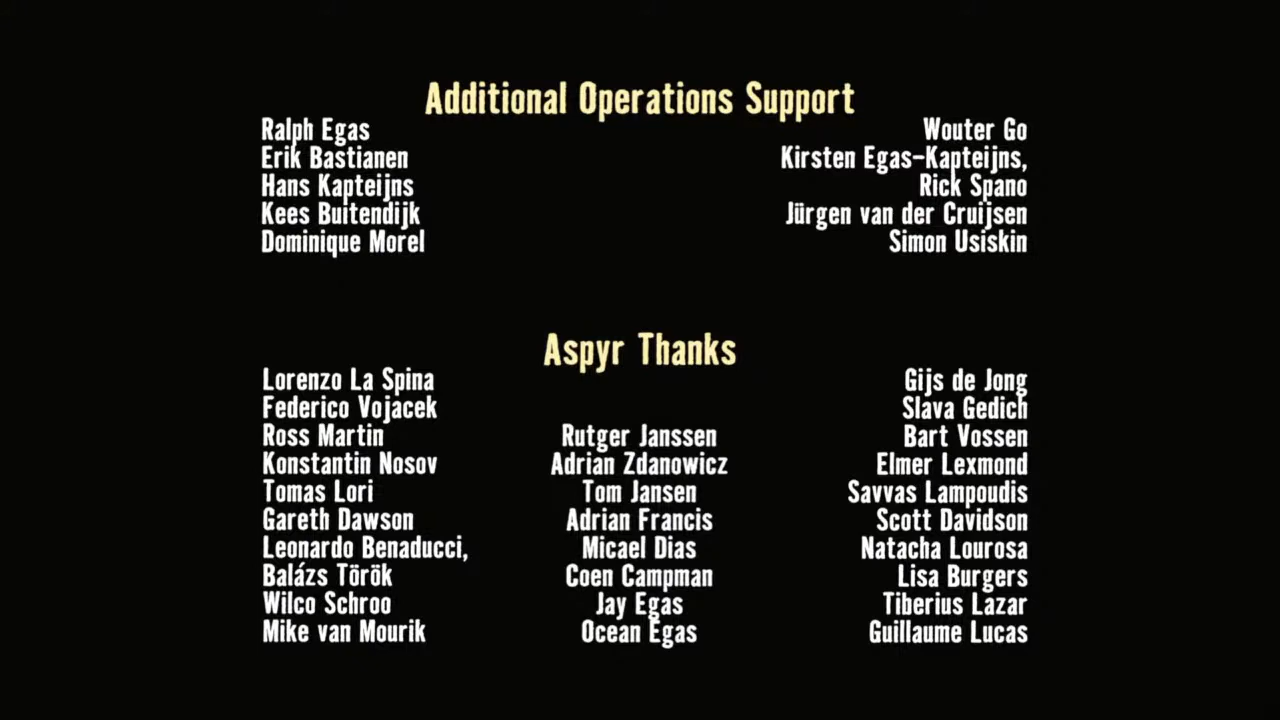 Additional Operations Support
Ralph Egas
Wouter Go
Erik Bastianen
Kirsten Egas-Kapteijns,
Hans Kapteijns
Rick Spano
Kees Buitendijk
Jürgen van der Cruijsen
Dominique Morel
Simon Usiskin
Aspyr Thanks
Lorenzo La Spina
Gijs de Jong
Federico Vojacek
Slava Gedich
Ross Martin
Rutger Janssen
Bart Vossen
Konstantin Nosov
Adrian Zdanowicz
Elmer Lexmond
Tomas Lori
Tom Jansen
Savvas Lampoudis
Gareth Dawson
Adrian Francis
Scott Davidson
Leonardo Benaducci,
Micael Dias
Natacha Lourosa
Balázs Török
Coen Campman
Lisa Burgers
Wilco Schroo
Jay Egas
Tiberius Lazar
Mike van Mourik
Ocean Egas
Guillaume Lucas